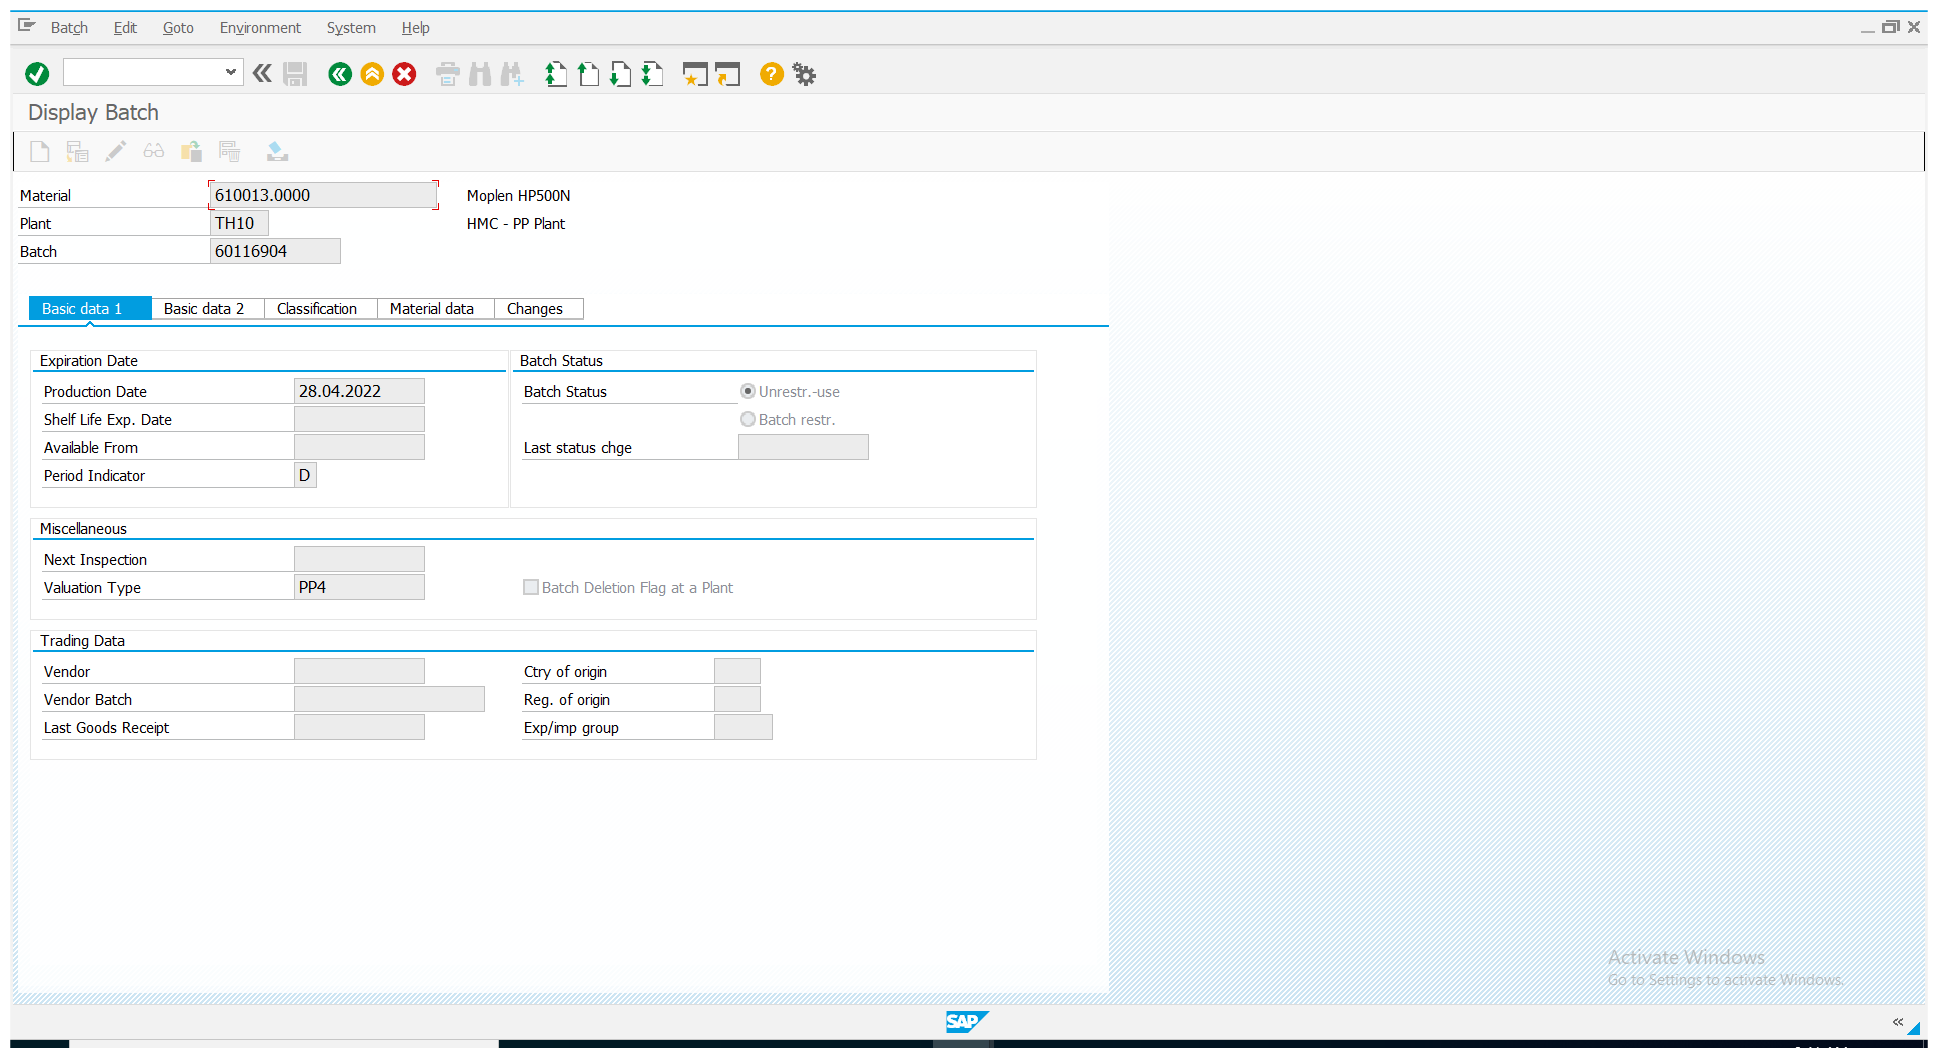 Batch Edit Goto Environment System Help
Display Batch
Material 610013.0000 Moplen HP500N
Plant TH10 HMC - PP Plant
Batch 60116904
Basic data 1 Basic data 2 Classification Material data Changes
Expiration Date
Production Date 28.04.2022
Shelf Life Exp. Date
Available From
Period Indicator D
Batch Status
Batch Status Unrestr.-use
Batch restr.
Last status chge
Miscellaneous
Next Inspection
Valuation Type PP4 Batch Deletion Flag at a Plant
Trading Data
Vendor Ctry of origin
Vendor Batch Reg. of origin
Last Goods Receipt Exp/imp group
Activate Windows
Go to Settings to activate Windows.
SAP